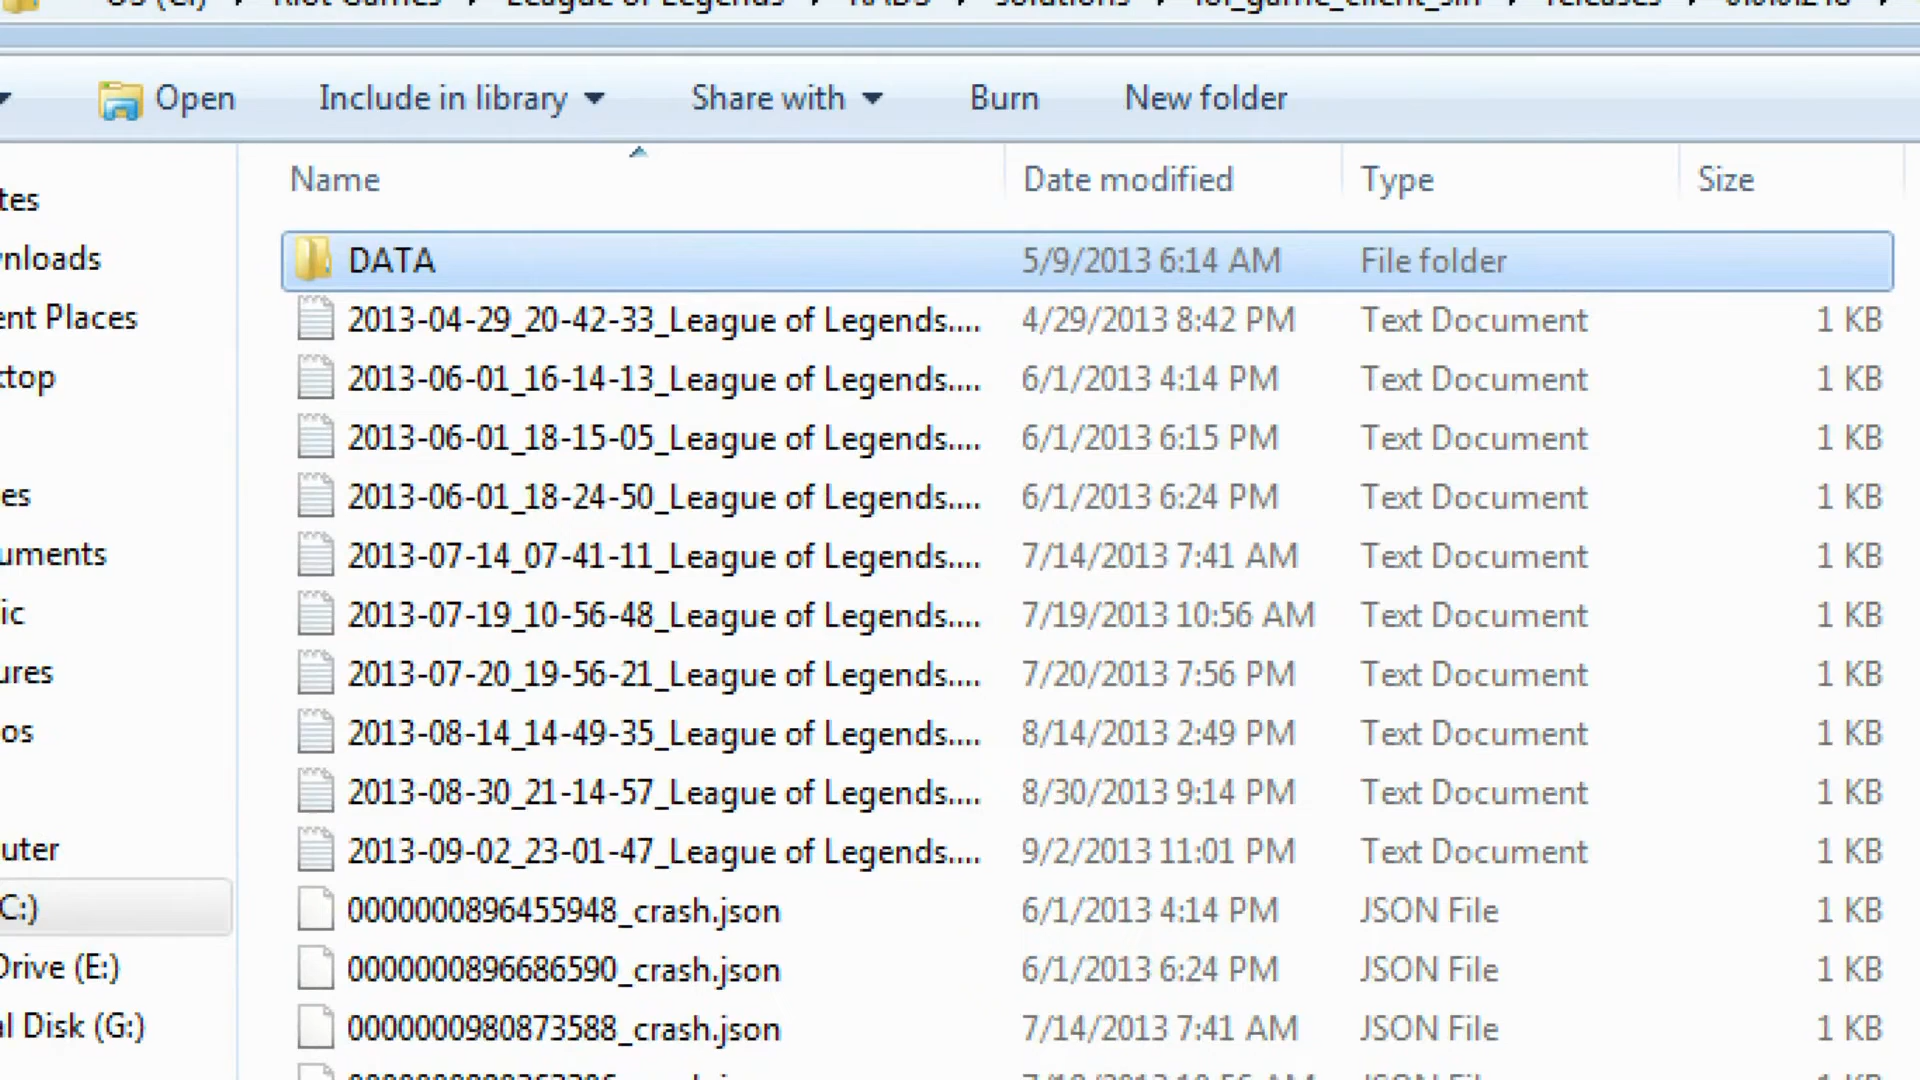 Riot Games League of Legends RADS solutions lol_game_client_sln releases
Open Include in library Share with Burn New folder
Name Date modified Type Size
DATA 5/9/2013 6:14 AM File folder
2013-04-29_20-42-33_League of Legends.... 4/29/2013 8:42 PM Text Document 1 KB
2013-06-01_16-14-13_League of Legends.... 6/1/2013 4:14 PM Text Document 1 KB
2013-06-01_18-15-05_League of Legends.... 6/1/2013 6:15 PM Text Document 1 KB
2013-06-01_18-24-50_League of Legends.... 6/1/2013 6:24 PM Text Document 1 KB
2013-07-14_07-41-11_League of Legends.... 7/14/2013 7:41 AM Text Document 1 KB
2013-07-19_10-56-48_League of Legends.... 7/19/2013 10:56 AM Text Document 1 KB
2013-07-20_19-56-21_League of Legends.... 7/20/2013 7:56 PM Text Document 1 KB
2013-08-14_14-49-35_League of Legends.... 8/14/2013 2:49 PM Text Document 1 KB
2013-08-30_21-14-57_League of Legends.... 8/30/2013 9:14 PM Text Document 1 KB
2013-09-02_23-01-47_League of Legends.... 9/2/2013 11:01 PM Text Document 1 KB
0000000896455948_crash.json 6/1/2013 4:14 PM JSON File 1 KB
0000000896686590_crash.json 6/1/2013 6:24 PM JSON File 1 KB
0000000980873588_crash.json 7/14/2013 7:41 AM JSON File 1 KB
tes
nloads
ent Places
ktop
es
uments
ic
ures
os
uter
C:)
Drive (E:)
l Disk (G:)